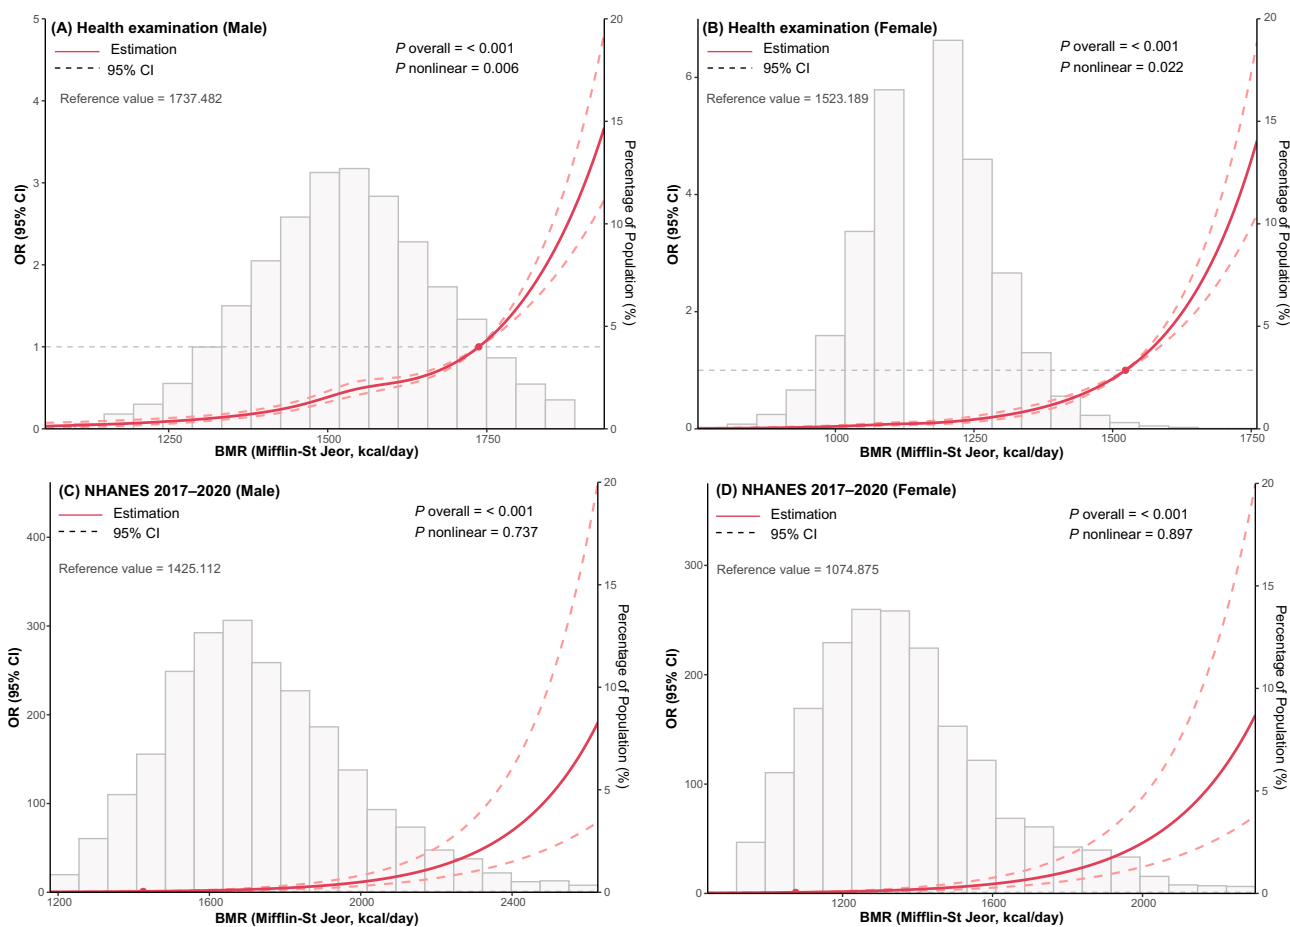 (A) Health examination (Male)
Estimation
95% CI
P overall = < 0.001
P nonlinear = 0.006
Reference value = 1737.482
OR (95% CI)
5
4
3
2
1
0
20
15
10
5
0
Percentage of Population (%)
1250
1500
1750
BMR (Mifflin-St Jeor, kcal/day)
(B) Health examination (Female)
Estimation
95% CI
P overall = < 0.001
P nonlinear = 0.022
Reference value = 1523.189
OR (95% CI)
6
4
2
0
20
15
10
5
0
Percentage of Population (%)
1000
1250
1500
1750
BMR (Mifflin-St Jeor, kcal/day)
(C) NHANES 2017–2020 (Male)
Estimation
95% CI
P overall = < 0.001
P nonlinear = 0.737
Reference value = 1425.112
OR (95% CI)
400
300
200
100
0
20
15
10
5
0
Percentage of Population (%)
1200
1600
2000
2400
BMR (Mifflin-St Jeor, kcal/day)
(D) NHANES 2017–2020 (Female)
Estimation
95% CI
P overall = < 0.001
P nonlinear = 0.897
Reference value = 1074.875
OR (95% CI)
300
200
100
0
20
15
10
5
0
Percentage of Population (%)
1200
1600
2000
BMR (Mifflin-St Jeor, kcal/day)